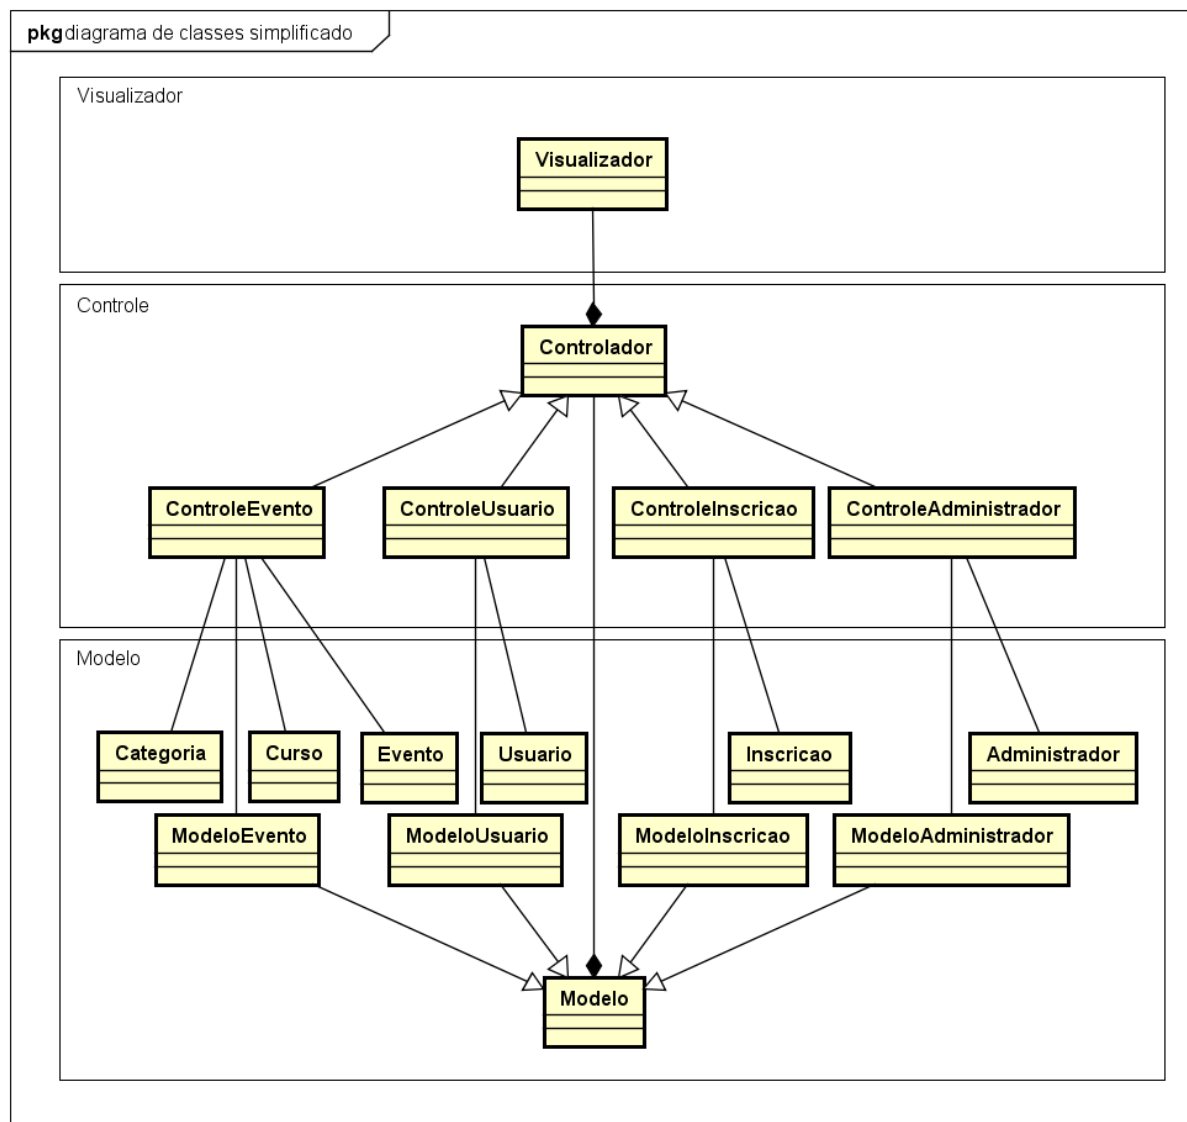 pkg diagrama de classes simplificado
Visualizador
Visualizador
Controle
Controlador
ControleEvento
ControleUsuario
ControleInscricao
ControleAdministrador
Modelo
Categoria
Curso
Evento
Usuario
Inscricao
Administrador
ModeloEvento
ModeloUsuario
ModeloInscricao
ModeloAdministrador
Modelo